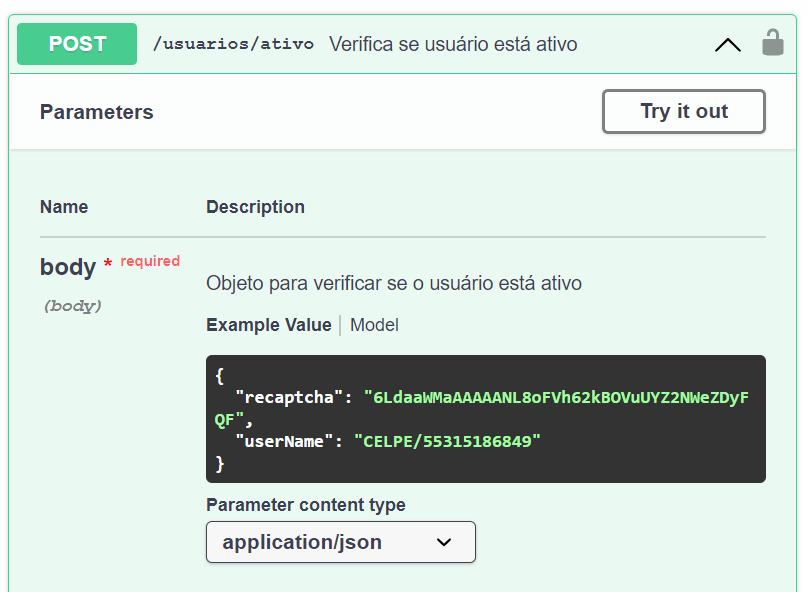 POST /usuarios/ativo Verifica se usuário está ativo
Parameters Try it out
Name Description
body * required
(body)
Objeto para verificar se o usuário está ativo
Example Value Model
{
"recaptcha": "6LdaaWMaAAAAANL8oFVh62kBOVuUYZ2NWeZDyF
QF",
"userName": "CELPE/55315186849"
}
Parameter content type
application/json